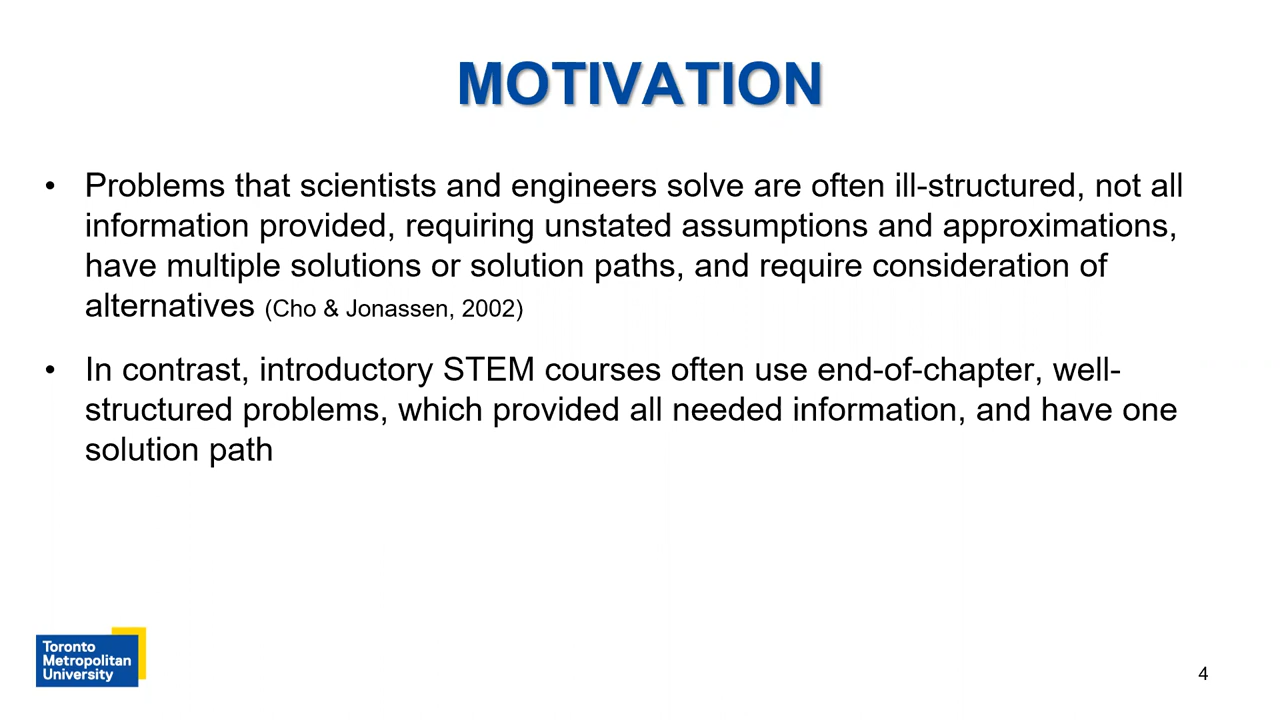 MOTIVATION
• Problems that scientists and engineers solve are often ill-structured, not all
information provided, requiring unstated assumptions and approximations,
have multiple solutions or solution paths, and require consideration of
alternatives (Cho & Jonassen, 2002)
• In contrast, introductory STEM courses often use end-of-chapter, well-
structured problems, which provided all needed information, and have one
solution path
Toronto
Metropolitan
University
4